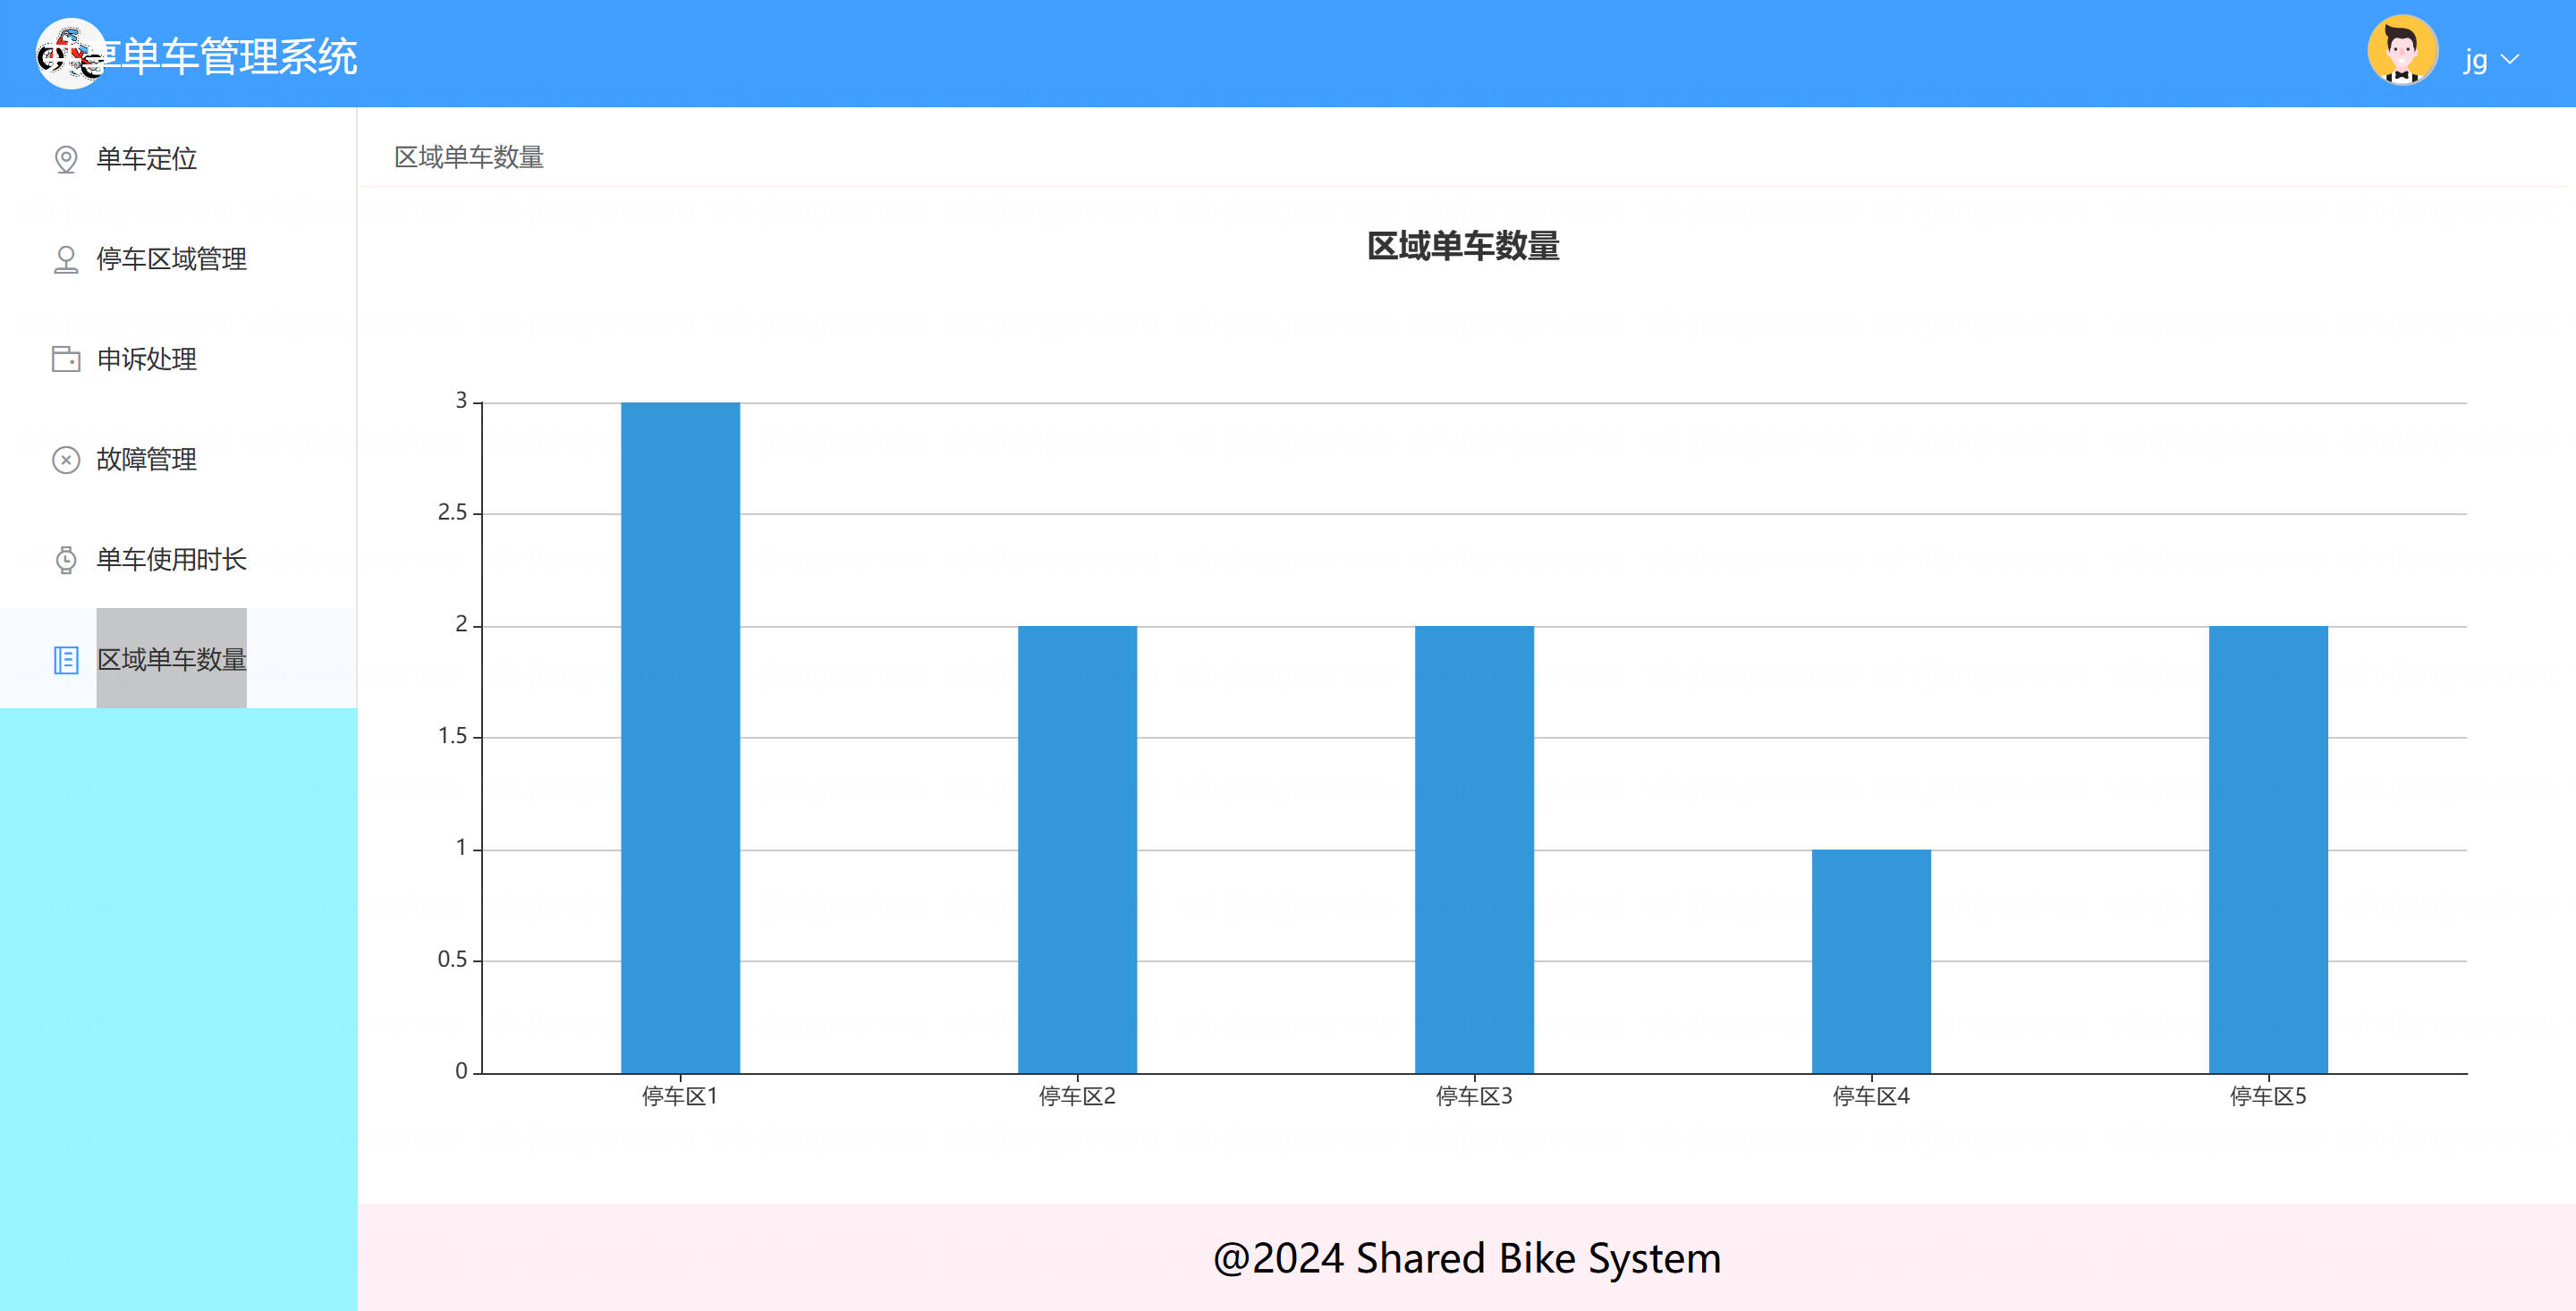 享单车管理系统
jg
单车定位
停车区域管理
申诉处理
故障管理
单车使用时长
区域单车数量
区域单车数量
区域单车数量
3
2.5
2
1.5
1
0.5
0
停车区1 停车区2 停车区3 停车区4 停车区5
@2024 Shared Bike System